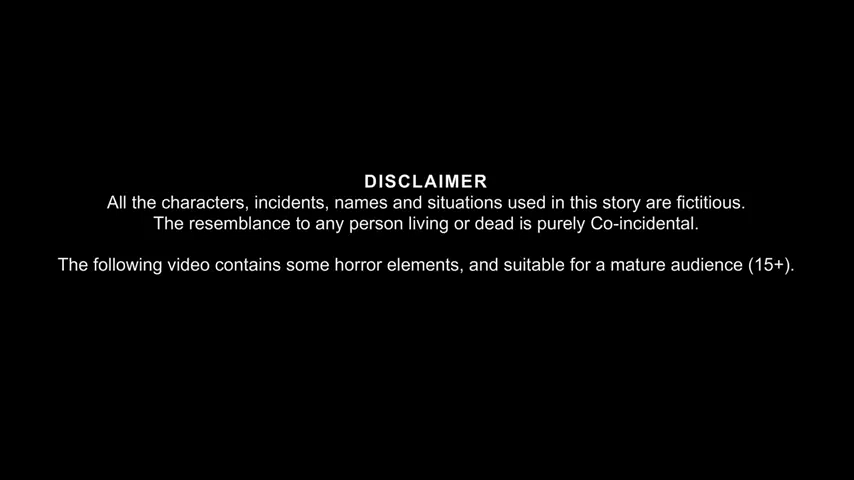 DISCLAIMER
All the characters, incidents, names and situations used in this story are fictitious.
The resemblance to any person living or dead is purely Co-incidental.
The following video contains some horror elements, and suitable for a mature audience (15+).